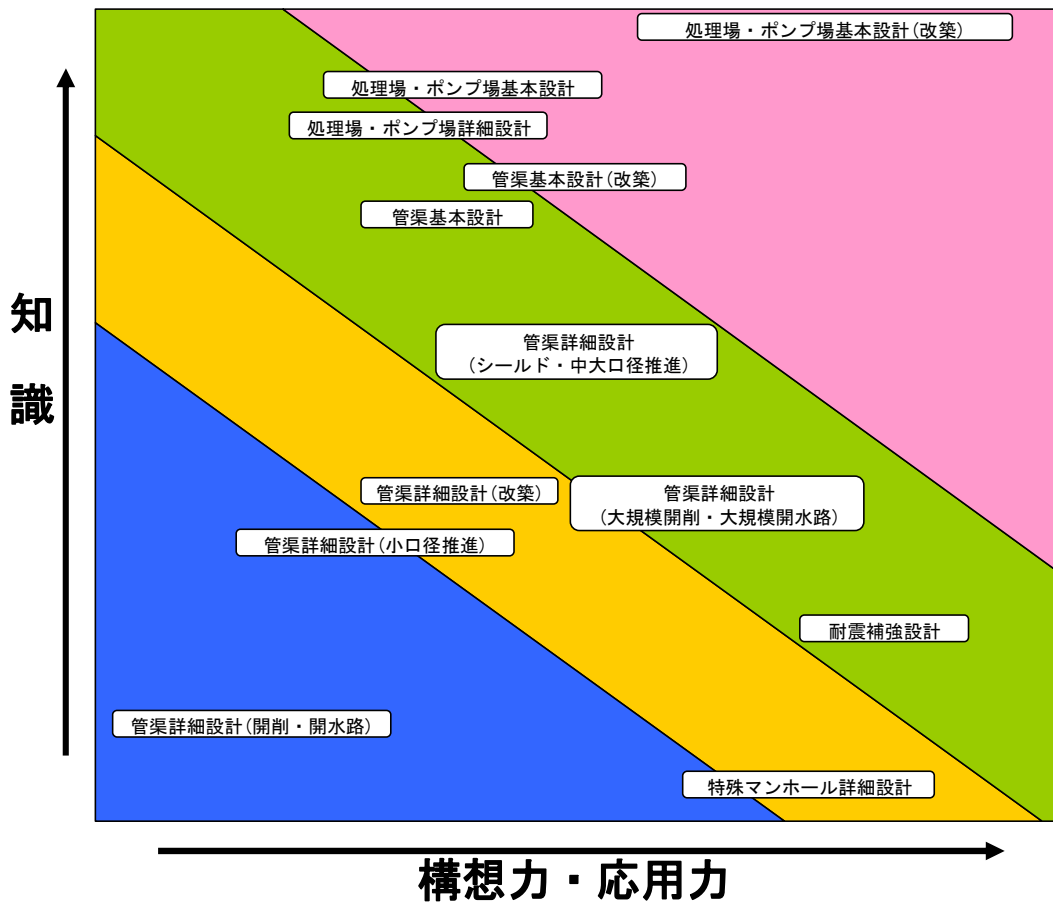 処理場・ポンプ場基本設計(改築)
処理場・ポンプ場基本設計
処理場・ポンプ場詳細設計
管渠基本設計(改築)
管渠基本設計
知
識
管渠詳細設計
(シールド・中大口径推進)
管渠詳細設計(改築)
管渠詳細設計
(大規模開削・大規模開水路)
管渠詳細設計(小口径推進)
耐震補強設計
管渠詳細設計(開削・開水路)
特殊マンホール詳細設計
構想力・応用力